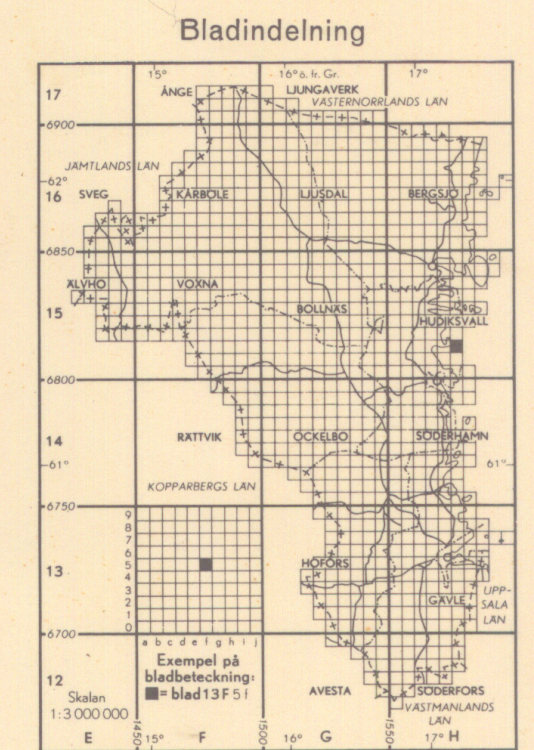 Bladindelning
15° 16° ö. fr. Gr. 17°
17 ÅNGE LJUNGAVERK
VÄSTERNORRLANDS LÄN
6900
JÄMTLANDS LÄN
62°
16 SVEG KÅRBÖLE LJUSDAL BERGSJÖ
6850
ÄLVHO VOXNA
15 BOLLNÄS
HUDIKSVALL
6800
14 RÄTTVIK OCKELBO SÖDERHAMN
61° 61°
KOPPARBERGS LÄN
6750
9
8
7
6
5
4
3
2
1
0
13 HOFORS
GÄVLE
UPP-
SALA
LÄN
6700
a b c d e f g h i j
Exempel på
bladbeteckning:
= blad 13 F 5 f
12
Skalan
1:3 000 000
AVESTA SÖDERFORS
VÄSTMANLANDS
LÄN
1450 1500 1550
E 15° F 16° G 17° H